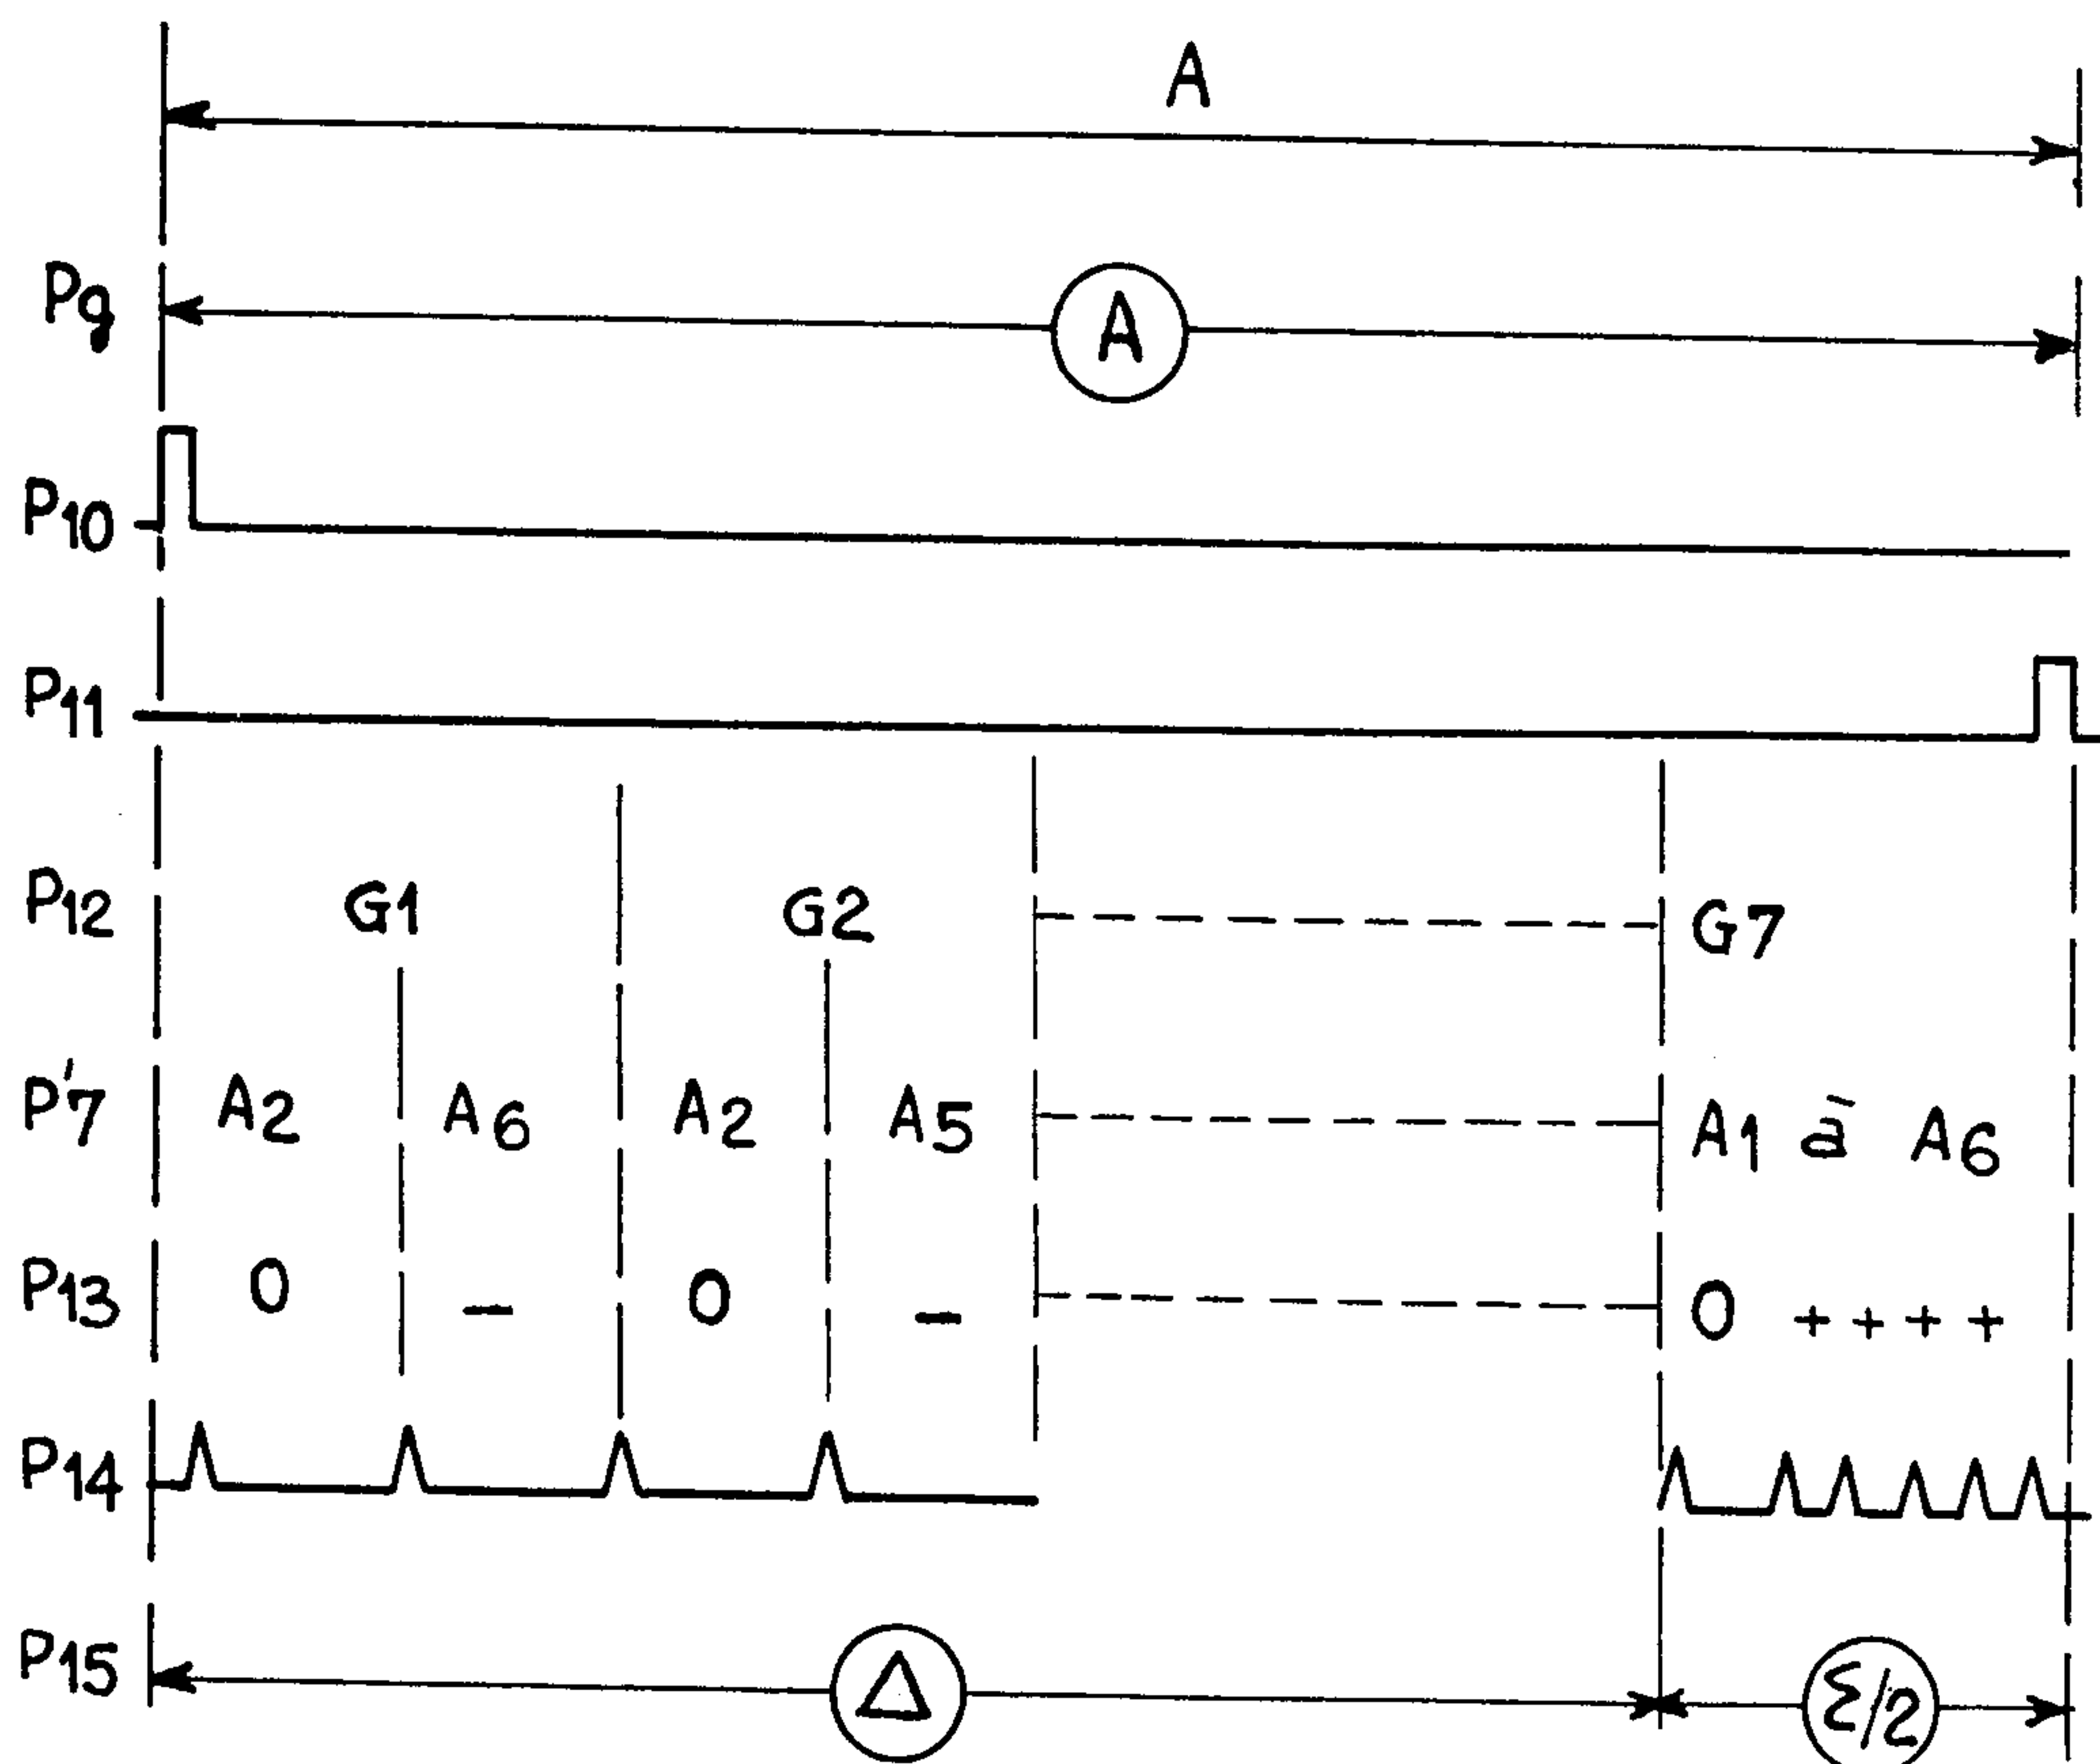 A
P9 A
P10
P11
P12 G1 G2 G7
P'7 A2 A6 A2 A5 A1 à A6
P13 0 − 0 − 0 + + + +
P14
P15 Δ Σ/2